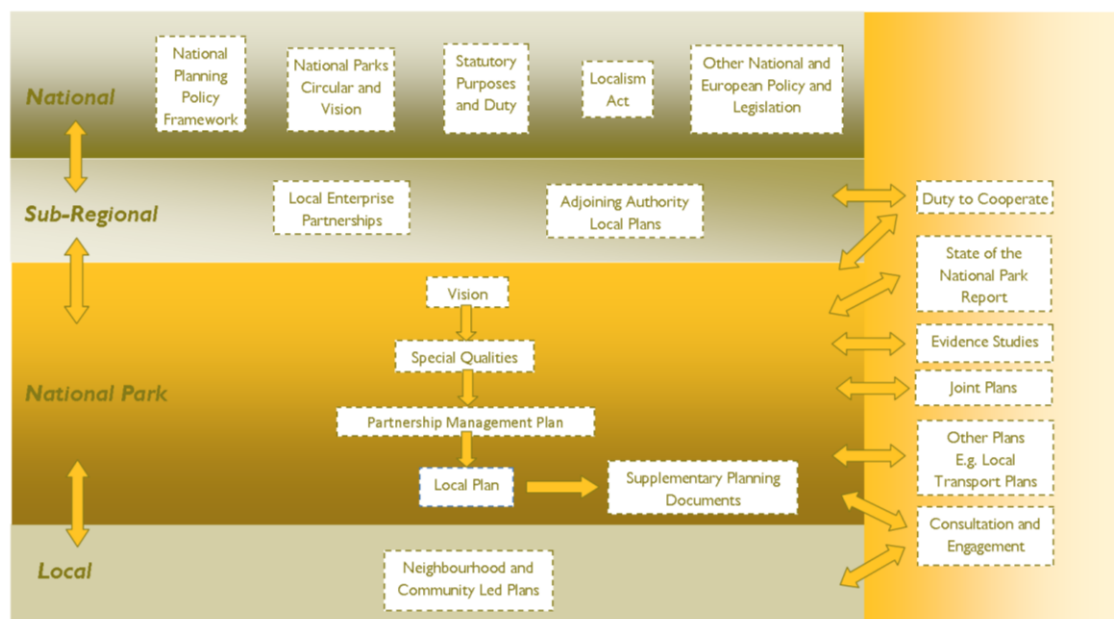 National
National
Planning
Policy
Framework
National Parks
Circular and
Vision
Statutory
Purposes
and Duty
Localism
Act
Other National and
European Policy and
Legislation
Sub-Regional
Local Enterprise
Partnerships
Adjoining Authority
Local Plans
Duty to Cooperate
National Park
Vision
Special Qualities
Partnership Management Plan
Local Plan
Supplementary Planning
Documents
State of the
National Park
Report
Evidence Studies
Joint Plans
Other Plans
E.g. Local
Transport Plans
Consultation and
Engagement
Local
Neighbourhood and
Community Led Plans